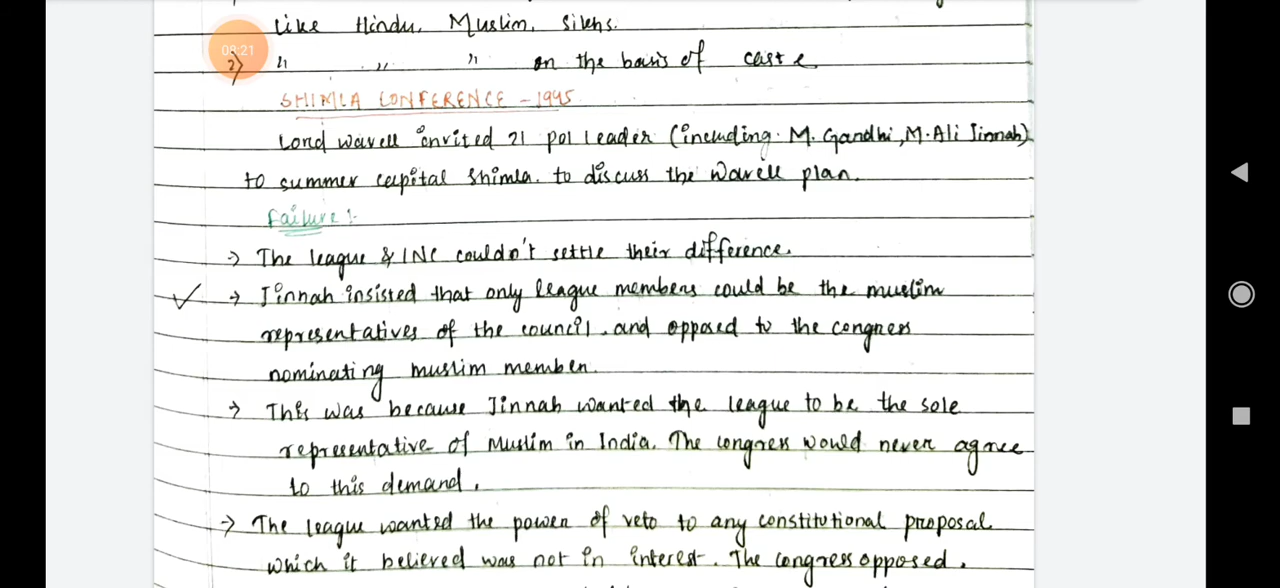 like Hindu, Muslim, Sikhs.
08:21
2) " " " on the basis of caste
SHIMLA CONFERENCE - 1945
Lord wavell invited 21 pol leader (including. M. Gandhi, M. Ali Jinnah)
to summer capital Shimla. to discuss the Wavell plan.
Failure :-
→ The league & INC couldn't settle their difference.
→ Jinnah insisted that only league members could be the muslim
representatives of the council. and opposed to the congress
nominating muslim member.
→ This was because Jinnah wanted the league to be the sole
representative of Muslim in India. The congress would never agree
to this demand.
→ The league wanted the power of veto to any constitutional proposal
which it believed was not in interest. The congress opposed.